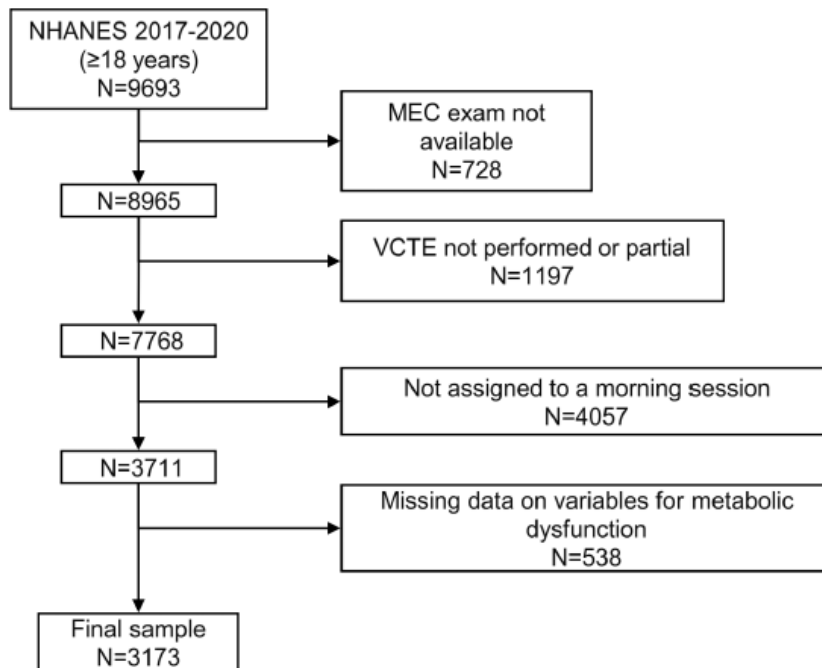 NHANES 2017-2020
(≥18 years)
N=9693
MEC exam not
available
N=728
N=8965
VCTE not performed or partial
N=1197
N=7768
Not assigned to a morning session
N=4057
N=3711
Missing data on variables for metabolic
dysfunction
N=538
Final sample
N=3173